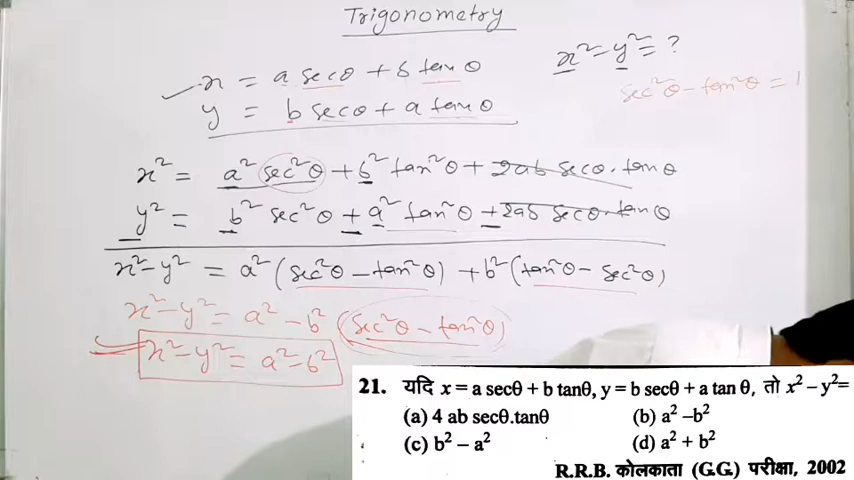 Trigonometry
x = a secθ + b tanθ
x² - y² = ?
y = b secθ + a tanθ
sec²θ - tan²θ = 1
x² = a² sec²θ + b² tan²θ + 2ab secθ. tanθ
y² = b² sec²θ + a² tan²θ + 2ab secθ. tanθ
x² - y² = a² (sec²θ - tan²θ) + b² (tan²θ - sec²θ)
x² - y² = a² - b² (sec²θ - tan²θ)
x² - y² = a² - b²
21. यदि x = a secθ + b tanθ, y = b secθ + a tan θ, तो x² – y²=
(a) 4 ab secθ.tanθ (b) a² –b²
(c) b² – a² (d) a² + b²
R.R.B. कोलकाता (G.G.) परीक्षा, 2002